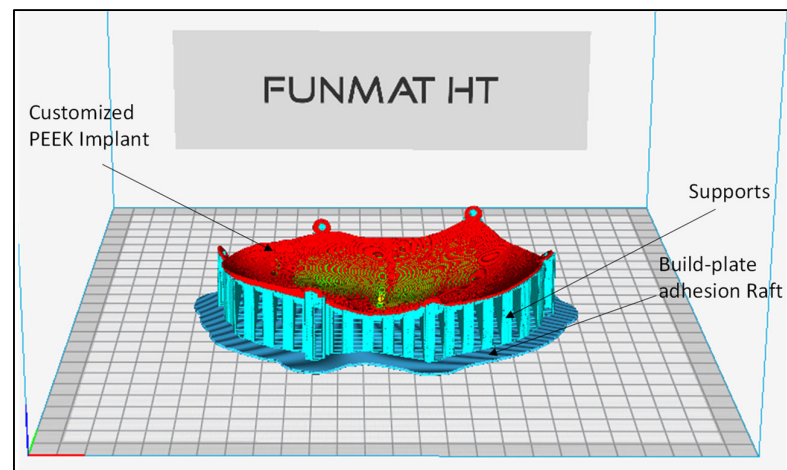 FUNMAT HT
Customized
PEEK Implant
Supports
Build-plate
adhesion Raft